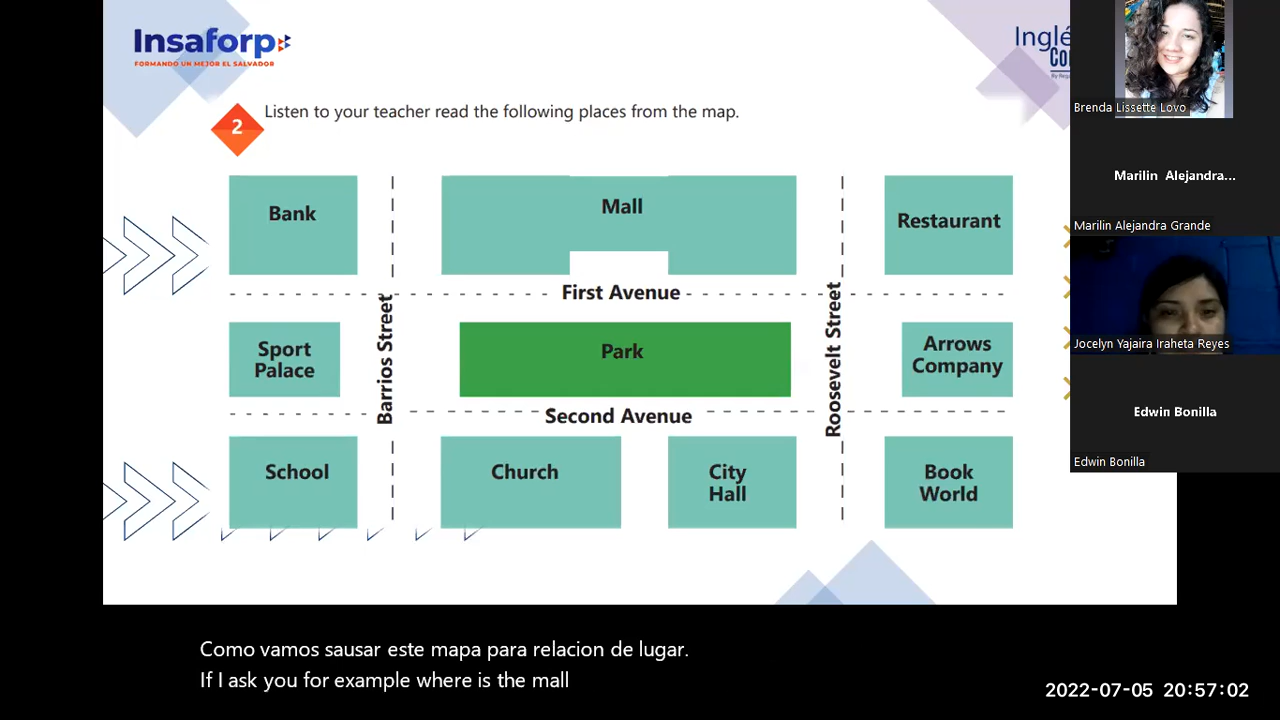 Insaforp
FORMANDO UN MEJOR EL SALVADOR
Inglé
2
Listen to your teacher read the following places from the map.
Bank
Mall
Restaurant
First Avenue
Barrios Street
Roosevelt Street
Sport
Palace
Park
Arrows
Company
Second Avenue
School
Church
City
Hall
Book
World
Brenda Lissette Lovo
Marilin Alejandra...
Marilin Alejandra Grande
Jocelyn Yajaira Iraheta Reyes
Edwin Bonilla
Edwin Bonilla
Como vamos sausar este mapa para relacion de lugar.
If I ask you for example where is the mall
2022-07-05 20:57:02